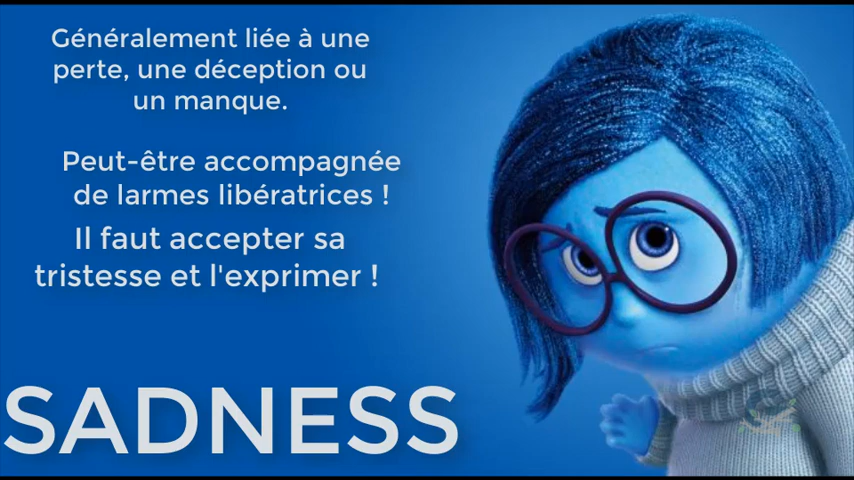 Généralement liée à une
perte, une déception ou
un manque.
Peut-être accompagnée
de larmes libératrices !
Il faut accepter sa
tristesse et l'exprimer !
SADNESS